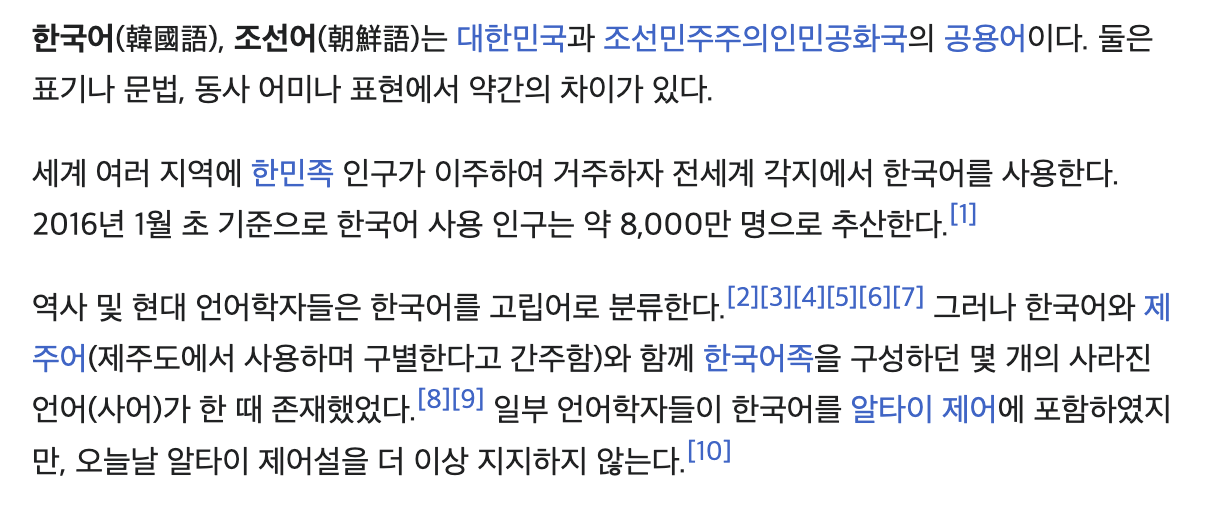 한국어(韓國語), 조선어(朝鮮語)는 대한민국과 조선민주주의인민공화국의 공용어이다. 둘은
표기나 문법, 동사 어미나 표현에서 약간의 차이가 있다.
세계 여러 지역에 한민족 인구가 이주하여 거주하자 전세계 각지에서 한국어를 사용한다.
2016년 1월 초 기준으로 한국어 사용 인구는 약 8,000만 명으로 추산한다.[1]
역사 및 현대 언어학자들은 한국어를 고립어로 분류한다.[2][3][4][5][6][7] 그러나 한국어와 제
주어(제주도에서 사용하며 구별한다고 간주함)와 함께 한국어족을 구성하던 몇 개의 사라진
언어(사어)가 한 때 존재했었다.[8][9] 일부 언어학자들이 한국어를 알타이 제어에 포함하였지
만, 오늘날 알타이 제어설을 더 이상 지지하지 않는다.[10]